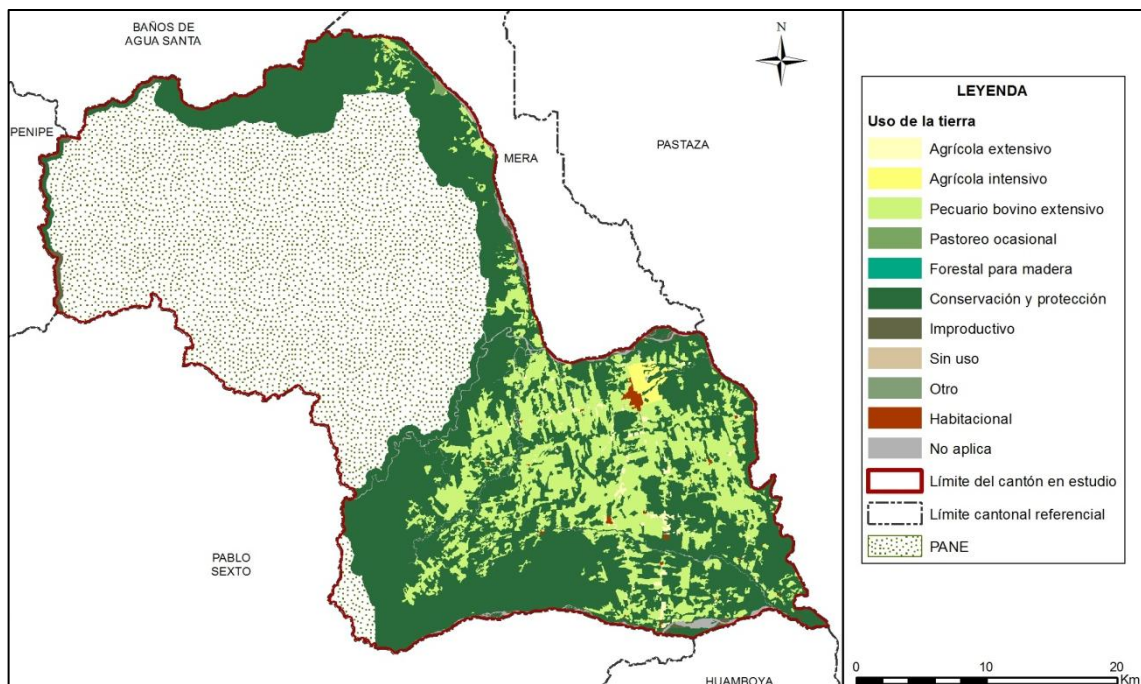 BAÑOS DE
AGUA SANTA
N
PENIPE
MERA
PASTAZA
PABLO
SEXTO
HUAMBOYA
LEYENDA
Uso de la tierra
Agrícola extensivo
Agrícola intensivo
Pecuario bovino extensivo
Pastoreo ocasional
Forestal para madera
Conservación y protección
Improductivo
Sin uso
Otro
Habitacional
No aplica
Límite del cantón en estudio
Límite cantonal referencial
PANE
0 10 20
Km